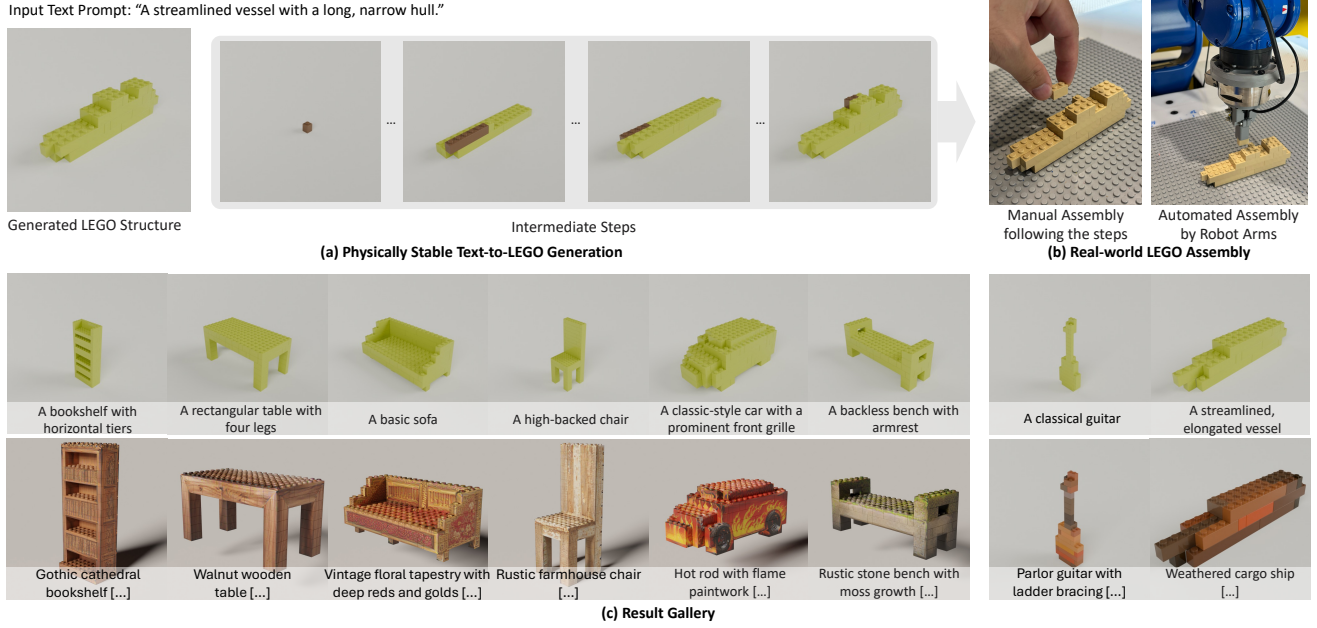 Input Text Prompt: “A streamlined vessel with a long, narrow hull.”
...
...
...
Generated LEGO Structure
Intermediate Steps
(a) Physically Stable Text-to-LEGO Generation
Manual Assembly
following the steps
Automated Assembly
by Robot Arms
(b) Real-world LEGO Assembly
A bookshelf with
horizontal tiers
A rectangular table with
four legs
A basic sofa
A high-backed chair
A classic-style car with a
prominent front grille
A backless bench with
armrest
A classical guitar
A streamlined,
elongated vessel
Gothic cathedral
bookshelf [...]
Walnut wooden
table [...]
Vintage floral tapestry with
deep reds and golds [...]
Rustic farmhouse chair
[...]
Hot rod with flame
paintwork [...]
Rustic stone bench with
moss growth [...]
Parlor guitar with
ladder bracing [...]
Weathered cargo ship
[...]
(c) Result Gallery